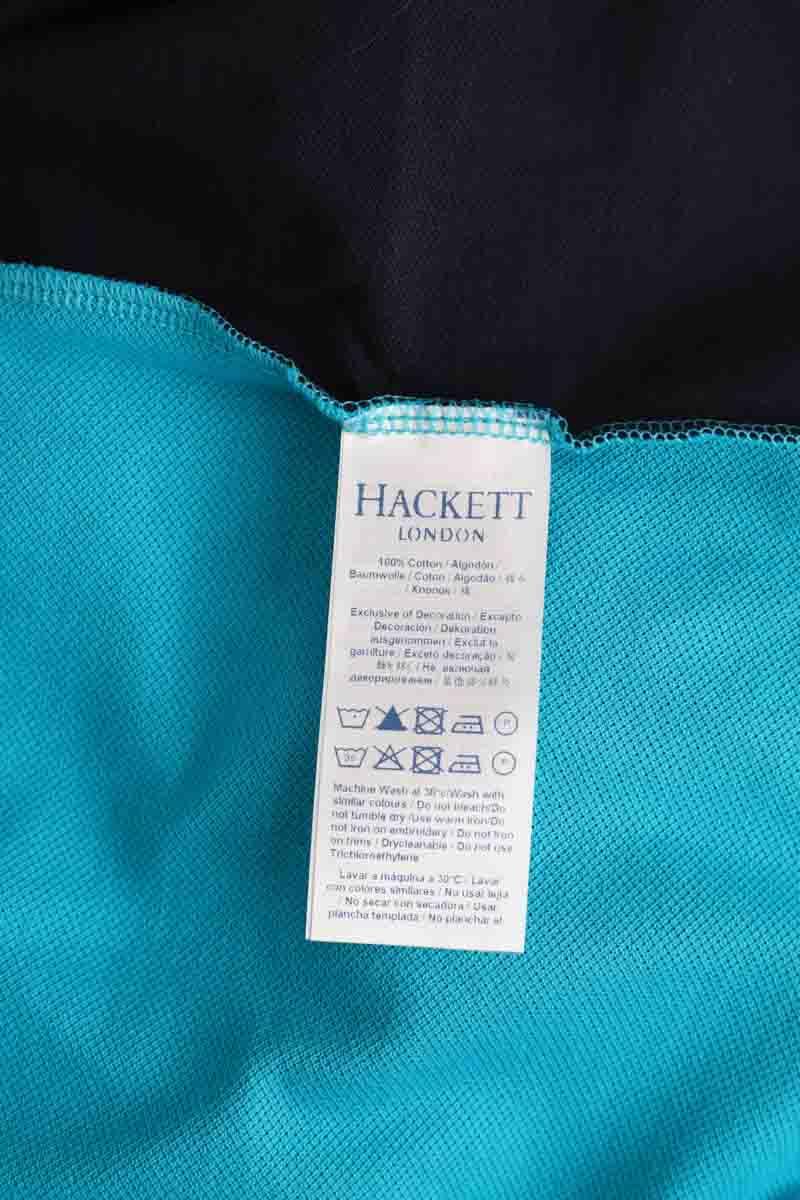 HACKETT
LONDON
100% Cotton / Algodón /
Baumwolle / Coton / Algodão /
/ Хлопок /
Exclusive of Decoration / Excepto
Decoración / Dekoration
ausgenommen / Exclut la
garniture / Exceto decoração /
/ Не включая
декорирование /
Machine Wash at 30°c/Wash with
similar colours / Do not bleach/Do
not tumble dry /Use warm iron/Do
not Iron on embroidery / Do not Iron
on trims / Drycleanable - Do not use
Trichloroethylene
Lavar a máquina a 30°C / Lavar
con colores similares / No usar lejía
/ No secar con secadora / Usar
plancha templada / No planchar el